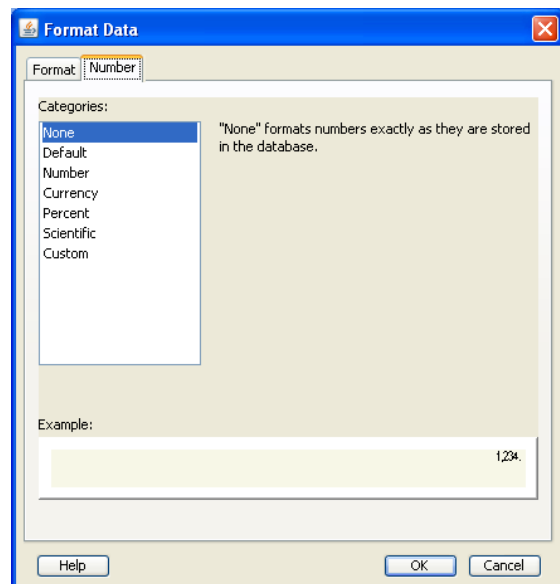 Format Data
Format Number
Categories:
None
Default
Number
Currency
Percent
Scientific
Custom
"None" formats numbers exactly as they are stored
in the database.
Example:
1,234.
Help OK Cancel